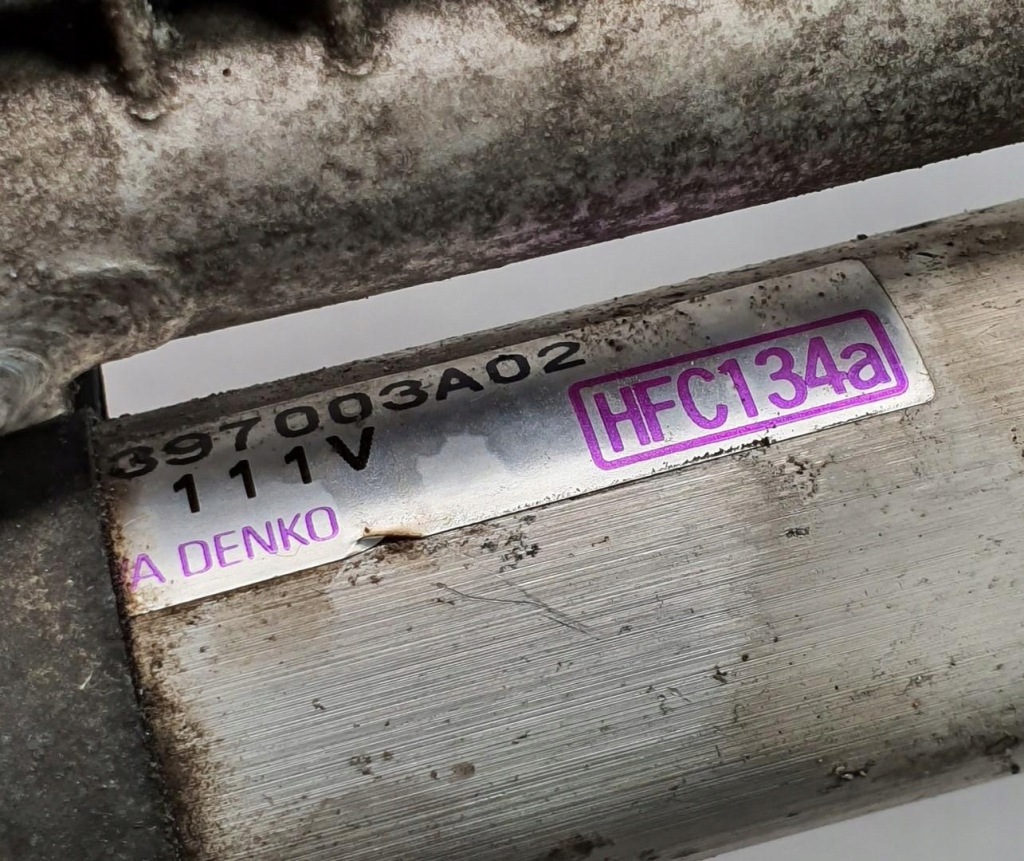 397003A02
111V
A DENKO
HFC134a